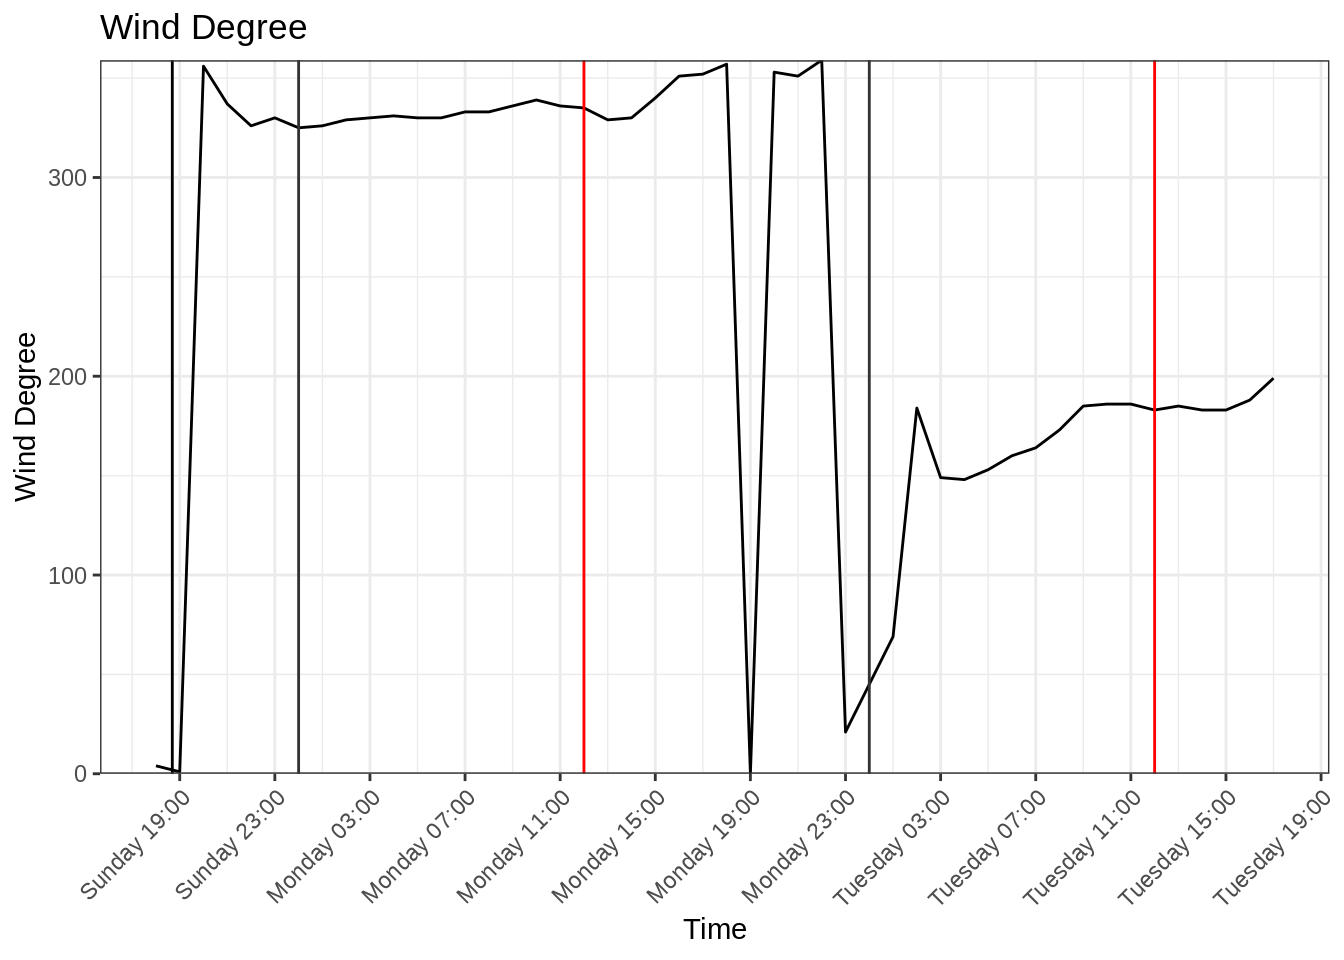 Wind Degree
Wind Degree
300
200
100
0
Sunday 19:00
Sunday 23:00
Monday 03:00
Monday 07:00
Monday 11:00
Monday 15:00
Monday 19:00
Monday 23:00
Tuesday 03:00
Tuesday 07:00
Tuesday 11:00
Tuesday 15:00
Tuesday 19:00
Time